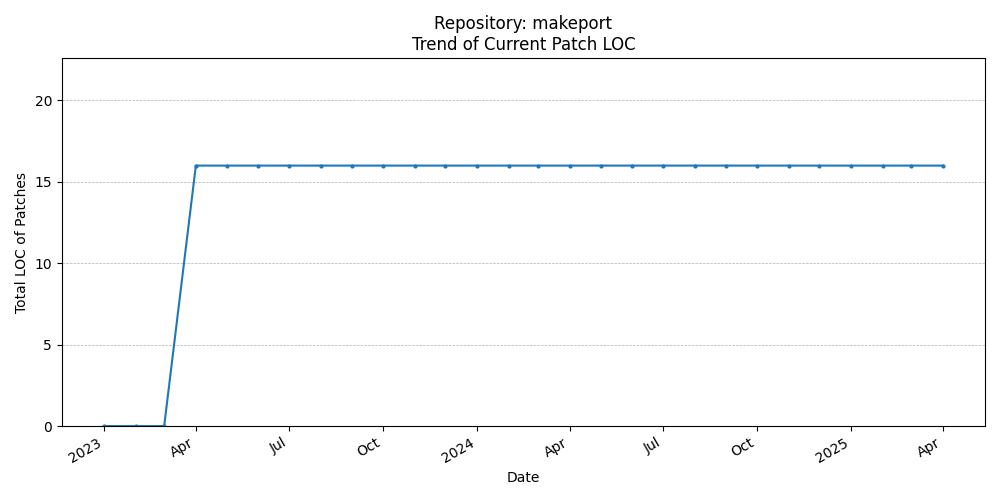 Repository: makeport
Trend of Current Patch LOC
Total LOC of Patches
20
15
10
5
0
2023
Apr
Jul
Oct
2024
Apr
Jul
Oct
2025
Apr
Date